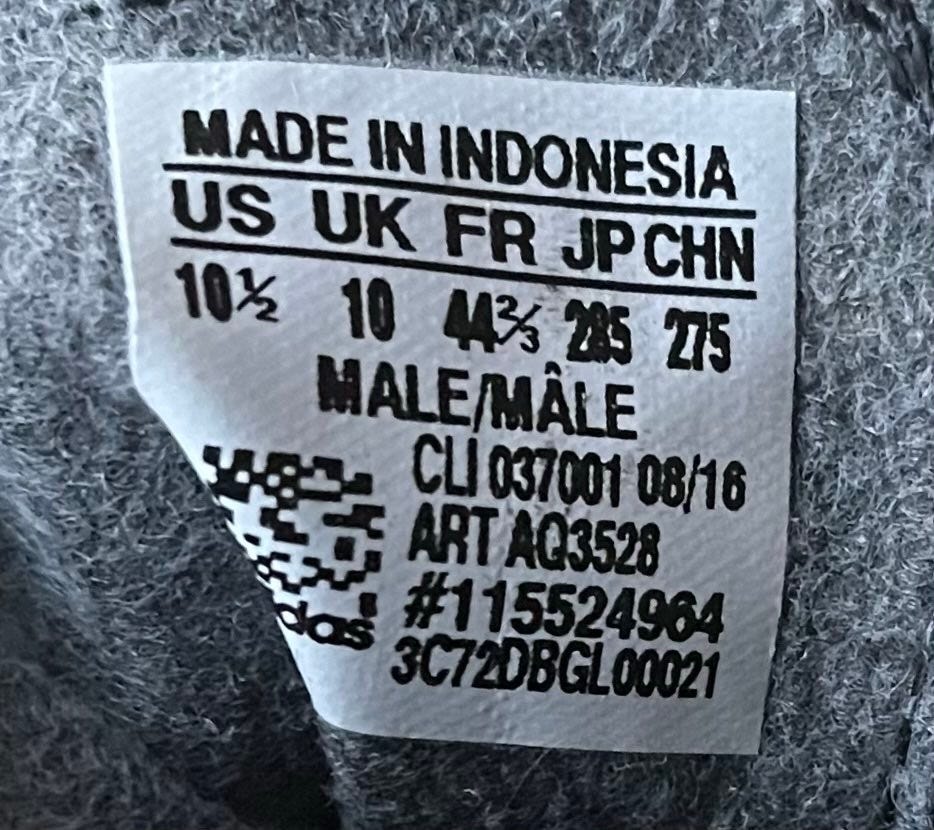 MADE IN INDONESIA
US UK FR JP CHN
10½ 10 44⅔ 285 275
MALE/MÂLE
CLI 037001 08/16
ART AQ3528
#115524964
das
3C72DBGL00021